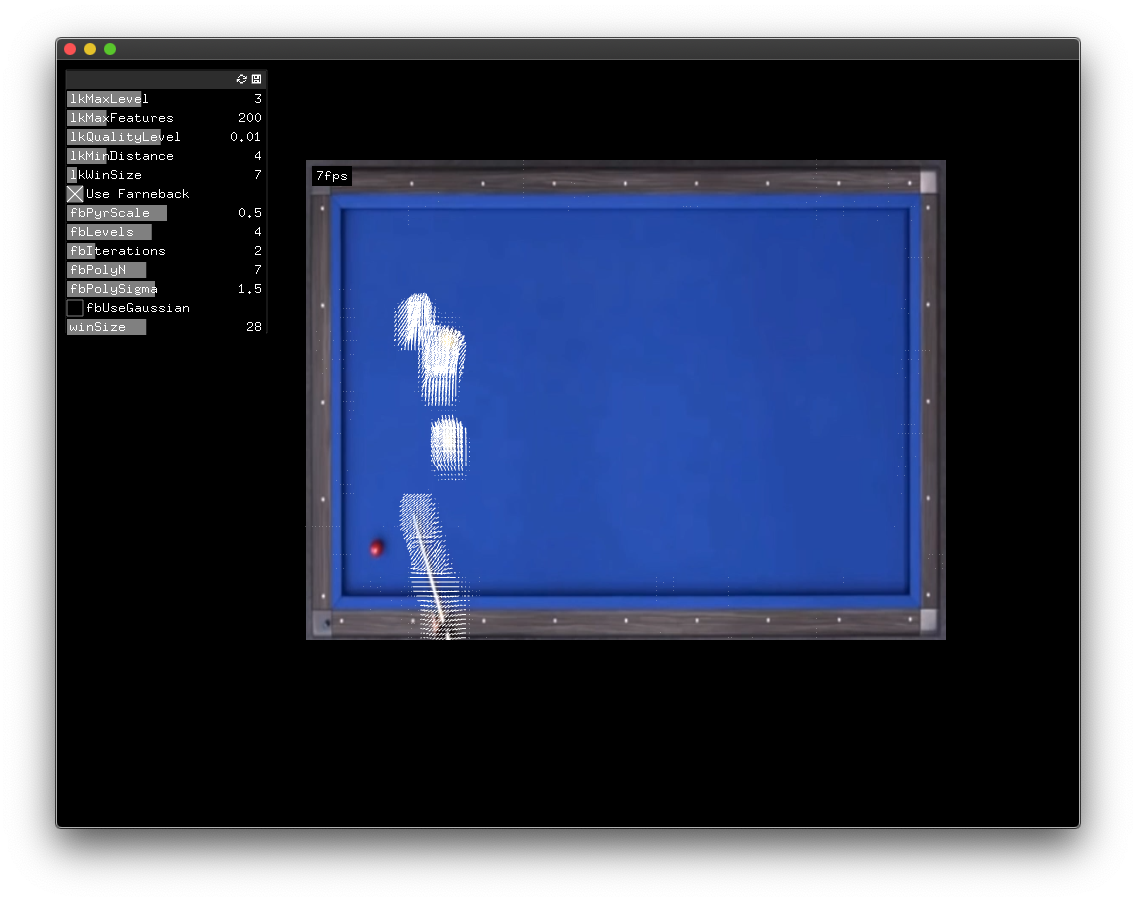 lkMaxLevel 3
lkMaxFeatures 200
lkQualityLevel 0.01
lkMinDistance 4
lkWinSize 7
Use Farneback
fbPyrScale 0.5
fbLevels 4
fbIterations 2
fbPolyN 7
fbPolySigma 1.5
fbUseGaussian
winSize 28
7fps